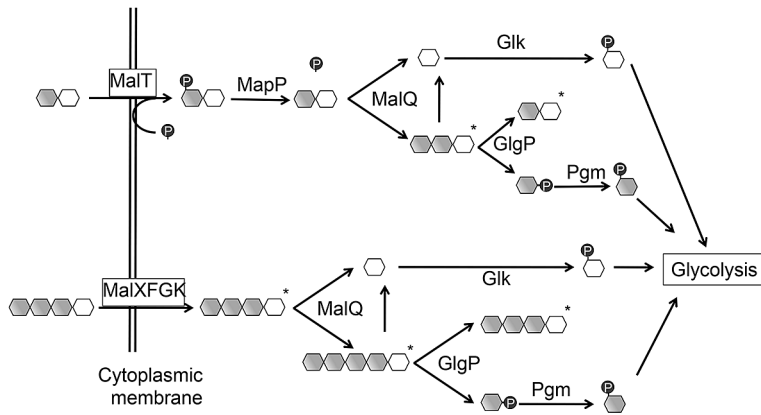 P
Glk
P
MalT
P
MapP
*
MalQ
*
GlgP
P
Pgm
P
P
P
MalXFGK
*
MalQ
Glk
Glycolysis
*
*
GlgP
Pgm
P
P
Cytoplasmic
membrane